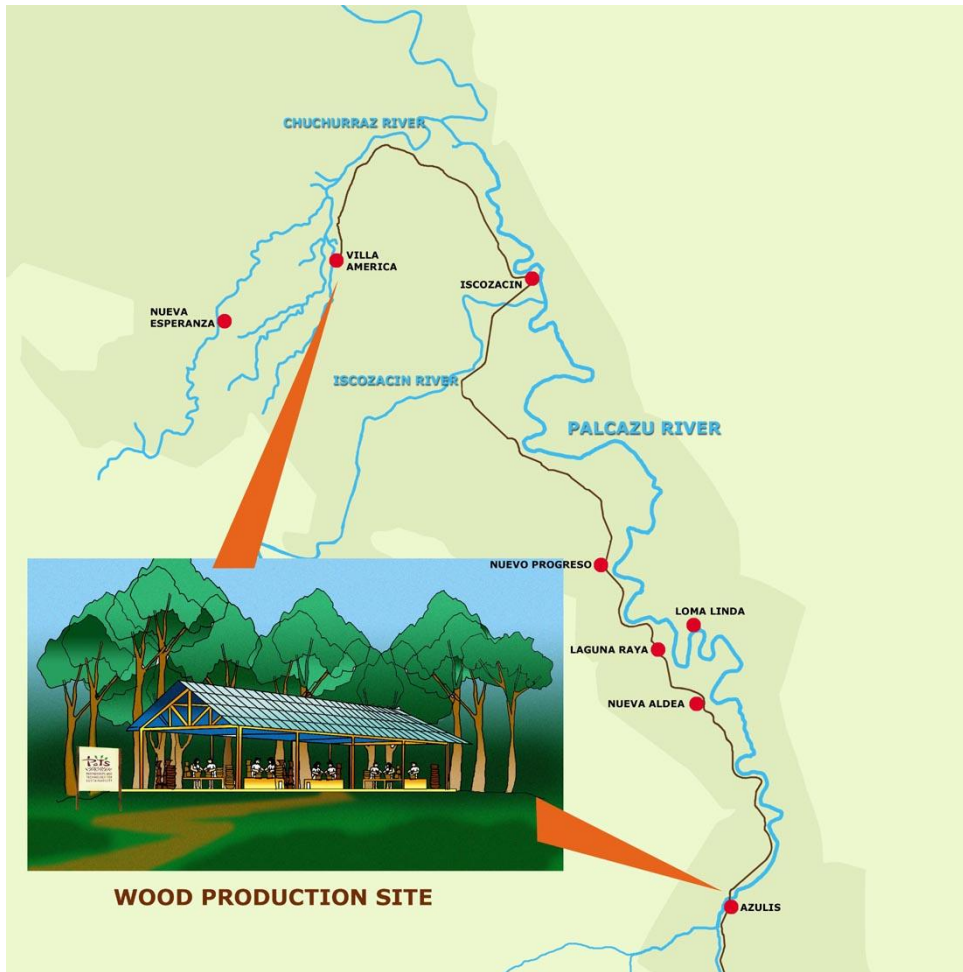 CHUCHURRAZ RIVER
VILLA
AMERICA
ISCOZACIN
NUEVA
ESPERANZA
ISCOZACIN RIVER
PALCAZU RIVER
NUEVO PROGRESO
LOMA LINDA
LAGUNA RAYA
NUEVA ALDEA
WOOD PRODUCTION SITE
AZULIS